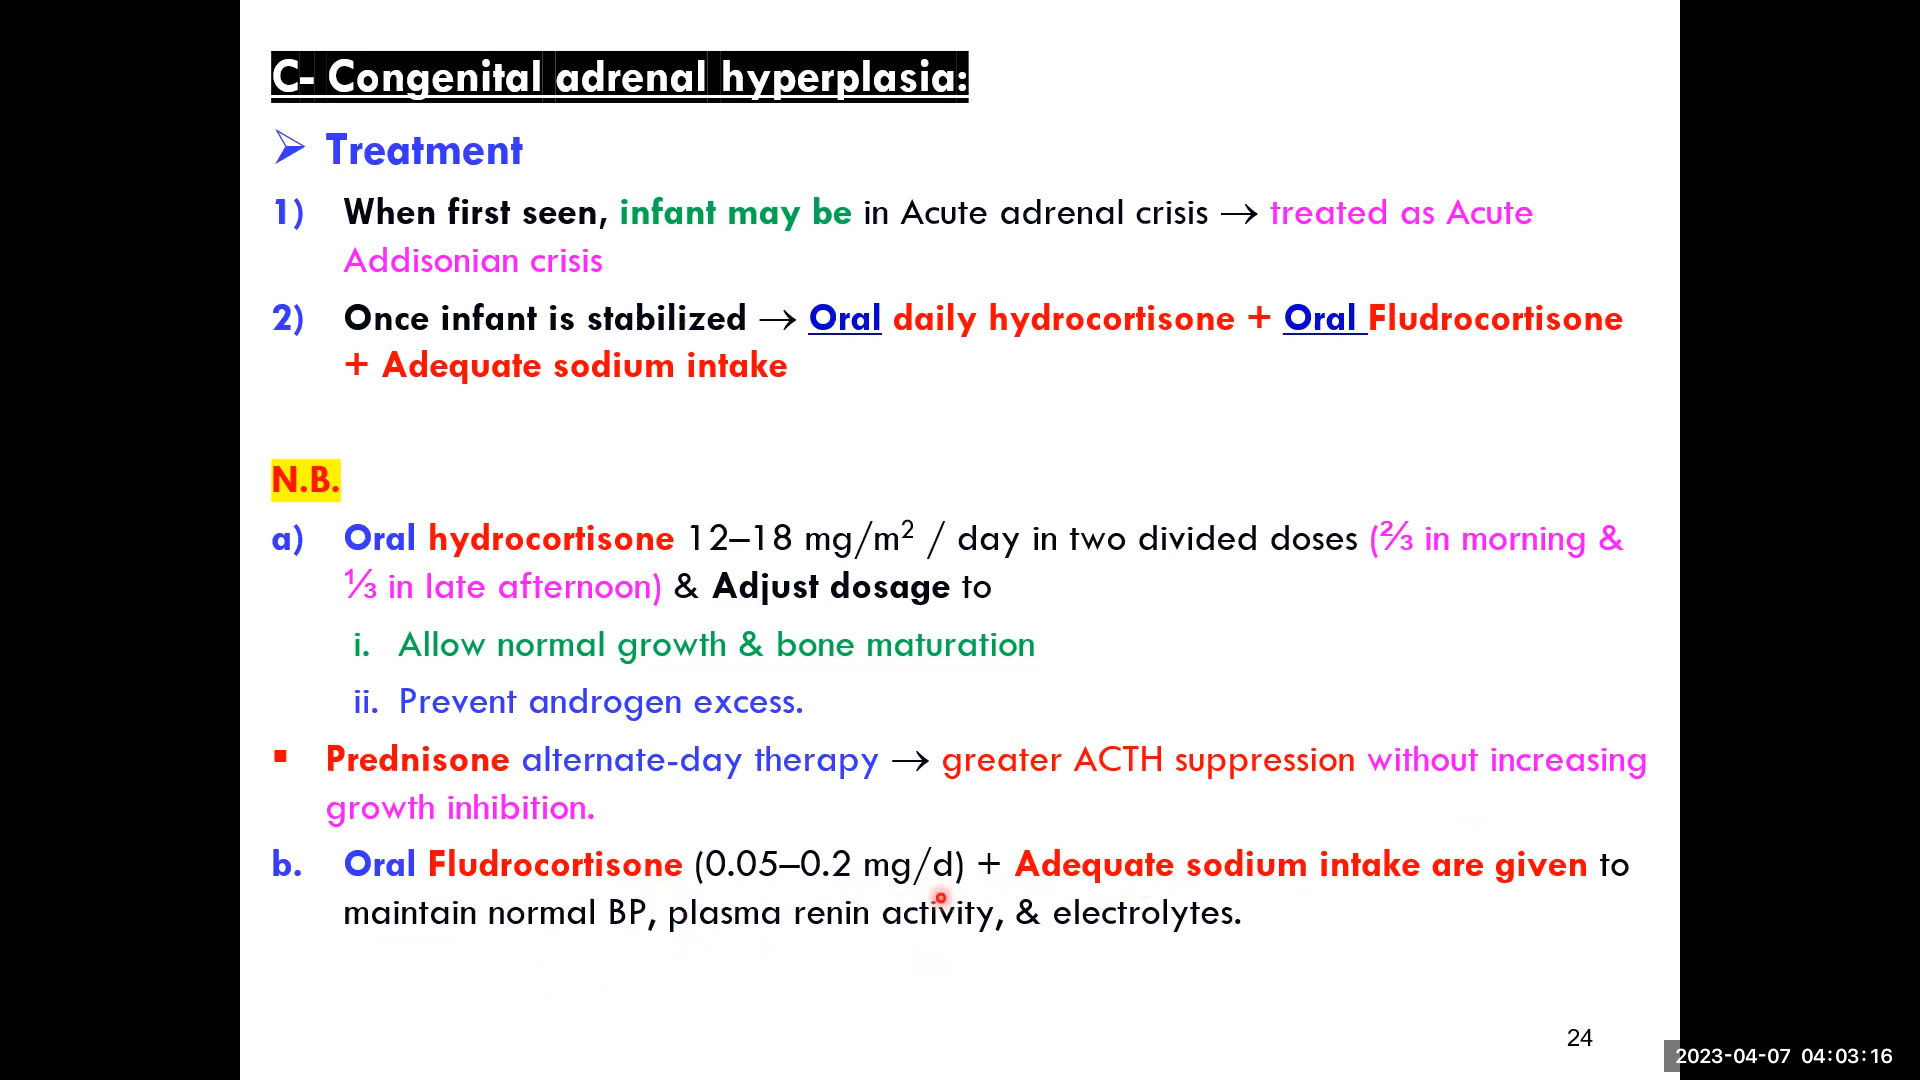 C- Congenital adrenal hyperplasia:
➢ Treatment
1) When first seen, infant may be in Acute adrenal crisis → treated as Acute
Addisonian crisis
2) Once infant is stabilized → Oral daily hydrocortisone + Oral Fludrocortisone
+ Adequate sodium intake
N.B.
a) Oral hydrocortisone 12–18 mg/m² / day in two divided doses (⅔ in morning &
⅓ in late afternoon) & Adjust dosage to
i. Allow normal growth & bone maturation
ii. Prevent androgen excess.
▪ Prednisone alternate-day therapy → greater ACTH suppression without increasing
growth inhibition.
b. Oral Fludrocortisone (0.05–0.2 mg/d) + Adequate sodium intake are given to
maintain normal BP, plasma renin activity, & electrolytes.
24
2023-04-07 04:03:16